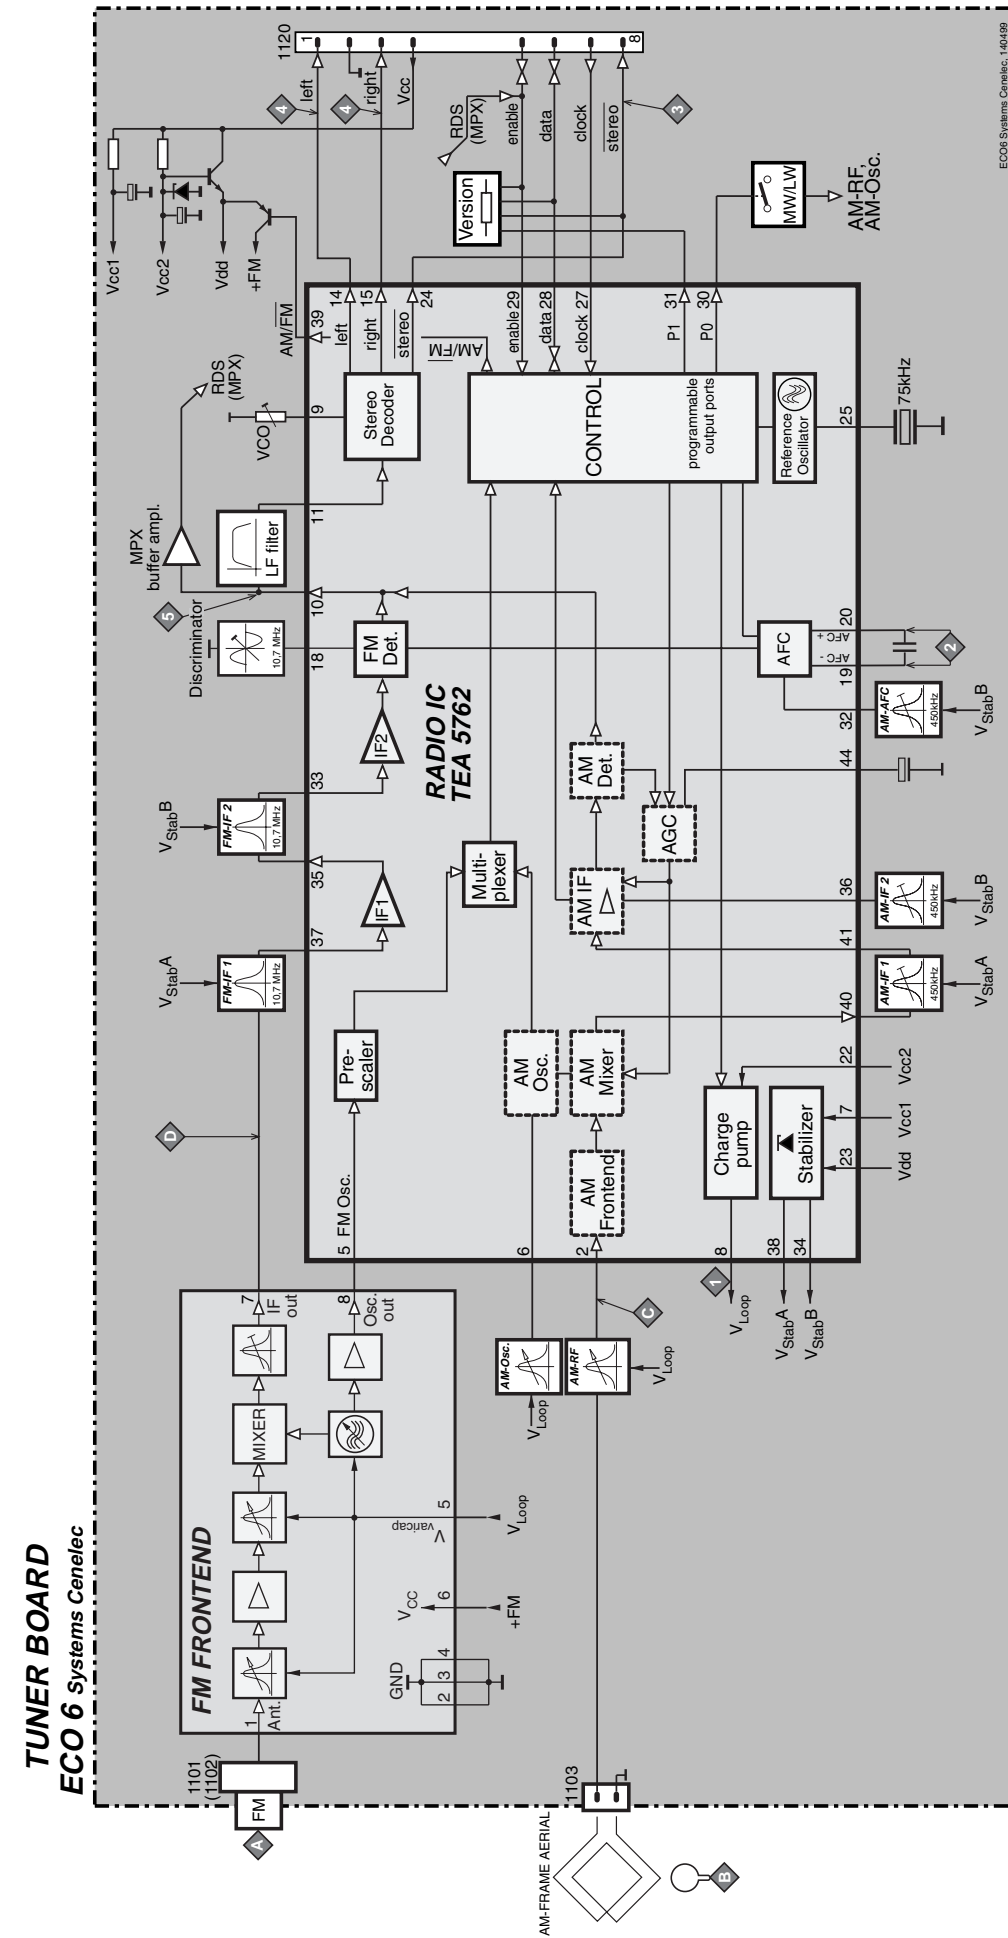 TUNER BOARD
ECO 6 Systems Cenelec
A
FM
1101
(1102)
FM FRONTEND
1
Ant.
MIXER
7
IF
out
8
Osc.
out
GND
2
3
4
VCC
6
+FM
Vvaricap
5
VLoop
AM-FRAME AERIAL
B
1103
AM-Osc.
VLoop
AM-RF
VLoop
C
D
VStabA
FM-IF 1
10,7 MHz
37
IF1
35
VStabB
FM-IF 2
10,7 MHz
33
IF2
Discriminator
10,7 MHz
18
FM
Det.
5
10
MPX
buffer ampl.
LF filter
11
RDS
(MPX)
VCO
9
Stereo
Decoder
RADIO IC
TEA 5762
5
FM Osc.
Pre-
scaler
Multi-
plexer
6
AM
Osc.
2
AM
Frontend
AM
Mixer
AM IF
AM
Det.
AGC
1
8
VLoop
38
VStabA
34
VStabB
Charge
pump
Stabilizer
23
Vdd
7
Vcc1
22
Vcc2
40
41
AM-IF 1
450kHz
VStabA
36
AM-IF 2
450kHz
VStabB
44
32
AM-AFC
450kHz
VStabB
AFC
19
AFC -
20
AFC +
2
CONTROL
programmable
output ports
Reference
Oscillator
25
75kHz
AM/FM
39
AM/FM
left
14
right
15
stereo
24
enable
29
data
28
clock
27
P1
31
P0
30
Vcc1
Vcc2
Vdd
+FM
Version
RDS
(MPX)
4
left
4
right
Vcc
enable
data
clock
stereo
3
1120
1
8
MW/LW
AM-RF,
AM-Osc.
ECO6 Systems Cenelec, 140499